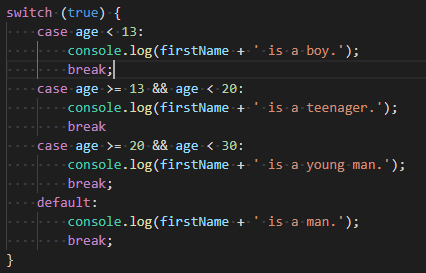 switch (true) {
    case age < 13:
        console.log(firstName + ' is a boy.');
        break;
    case age >= 13 && age < 20:
        console.log(firstName + ' is a teenager.');
        break
    case age >= 20 && age < 30:
        console.log(firstName + ' is a young man.');
        break;
    default:
        console.log(firstName + ' is a man.');
        break;
}